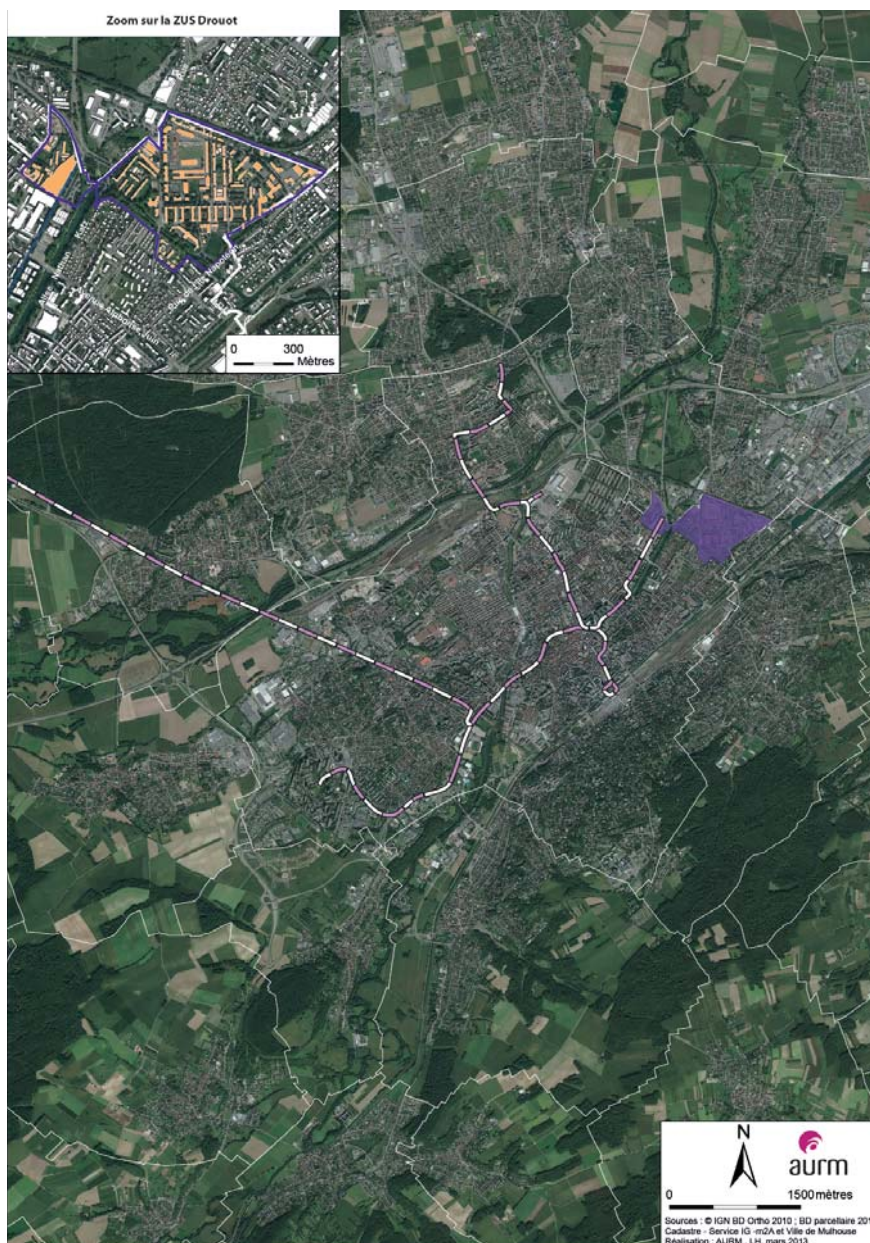 Zoom sur la ZUS Drouot
0 300
Mètres
N
aurm
0 1500 mètres
Sources : © IGN BD Ortho 2010 ; BD parcellaire 201
Cadastre - Service IG -m2A et Ville de Mulhouse
Réalisation : AURM , LH, mars 2013